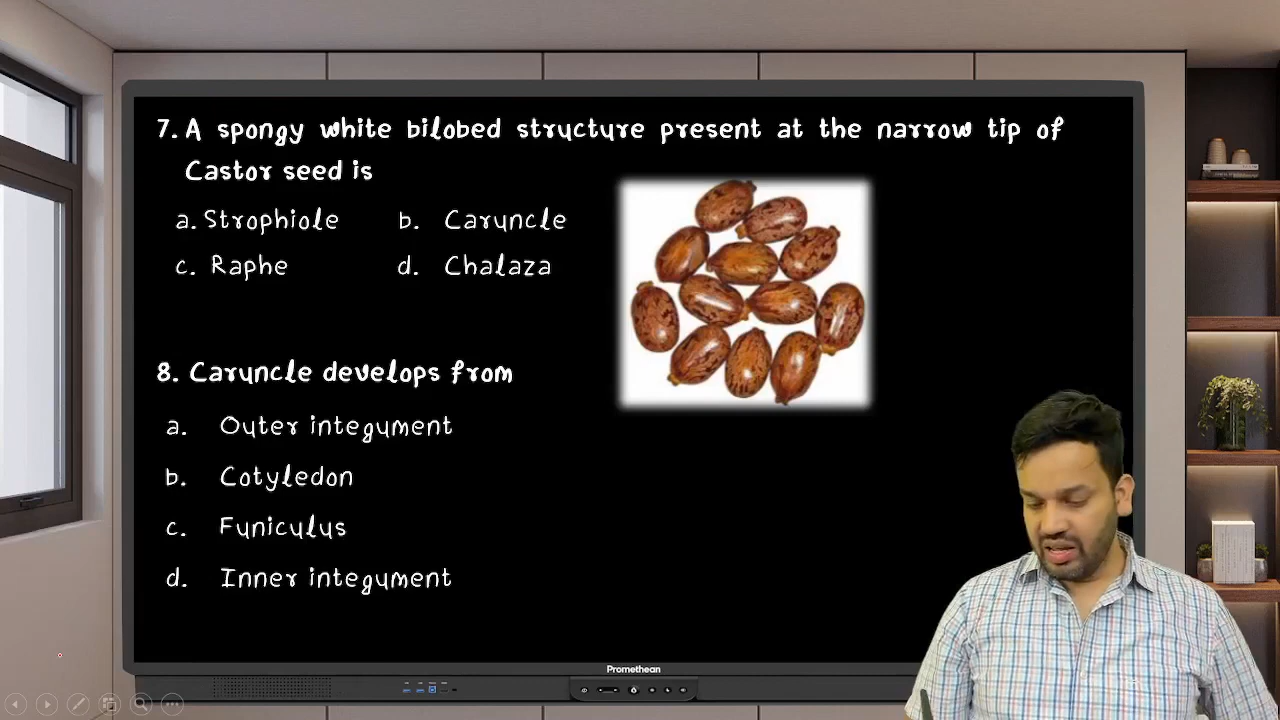 7. A spongy white bilobed structure present at the narrow tip of
Castor seed is
a. Strophiole b. Caruncle
c. Raphe d. Chalaza
8. Caruncle develops from
a. Outer integument
b. Cotyledon
c. Funiculus
d. Inner integument
Promethean